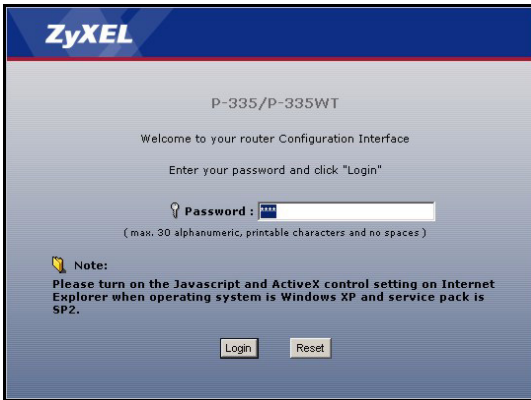 ZyXEL
P-335/P-335WT
Welcome to your router Configuration Interface
Enter your password and click "Login"
Password : ****
( max. 30 alphanumeric, printable characters and no spaces )
Note:
Please turn on the Javascript and ActiveX control setting on Internet
Explorer when operating system is Windows XP and service pack is
SP2.
Login Reset